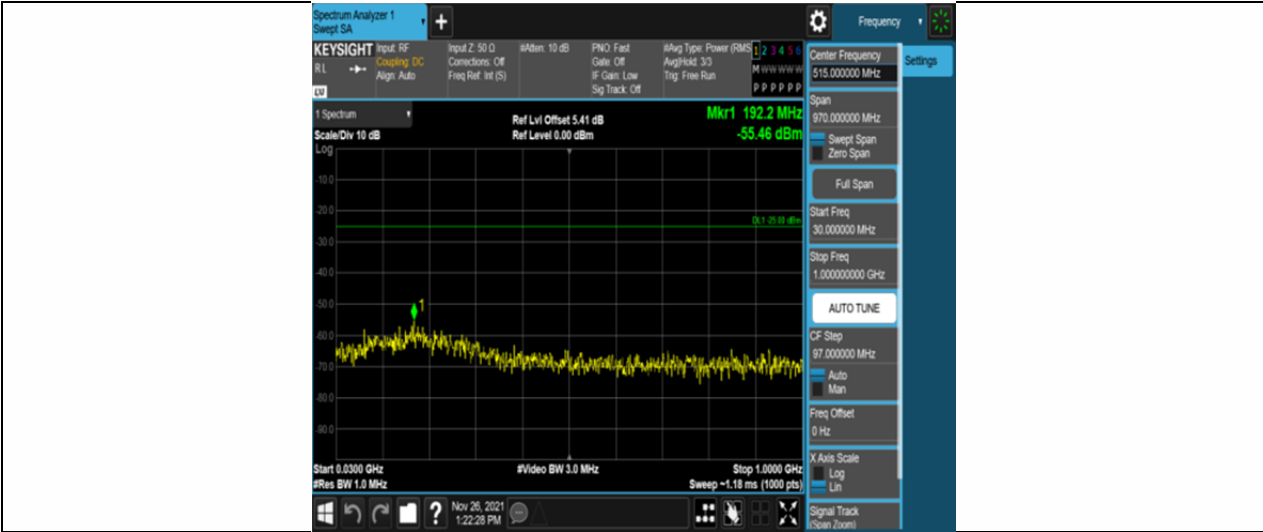 Spectrum Analyzer 1
Swept SA
+
Frequency
KEYSIGHT
RL
LV
Input: RF
Coupling: DC
Align: Auto
Input Z: 50 Ω
Corrections: Off
Freq Ref: Int (S)
#Atten: 10 dB
PNO: Fast
Gate: Off
IF Gain: Low
Sig Track: Off
#Avg Type: Power (RMS
Avg|Hold: 3/3
Trig: Free Run
1 2 3 4 5 6
M W W W W W
P P P P P P
Center Frequency
515.000000 MHz
Settings
1 Spectrum
Ref Lvl Offset 5.41 dB
Mkr1 192.2 MHz
Scale/Div 10 dB
Ref Level 0.00 dBm
-55.46 dBm
Log
-10.0
-20.0
-30.0
-40.0
-50.0
-60.0
-70.0
-80.0
-90.0
DL1 -25.00 dBm
1
Start 0.0300 GHz
#Video BW 3.0 MHz
Stop 1.0000 GHz
#Res BW 1.0 MHz
Sweep ~1.18 ms (1000 pts)
Span
970.000000 MHz
Swept Span
Zero Span
Full Span
Start Freq
30.000000 MHz
Stop Freq
1.000000000 GHz
AUTO TUNE
CF Step
97.000000 MHz
Auto
Man
Freq Offset
0 Hz
X Axis Scale
Log
Lin
Signal Track
(Span Zoom)
?
Nov 26, 2021
1:22:28 PM